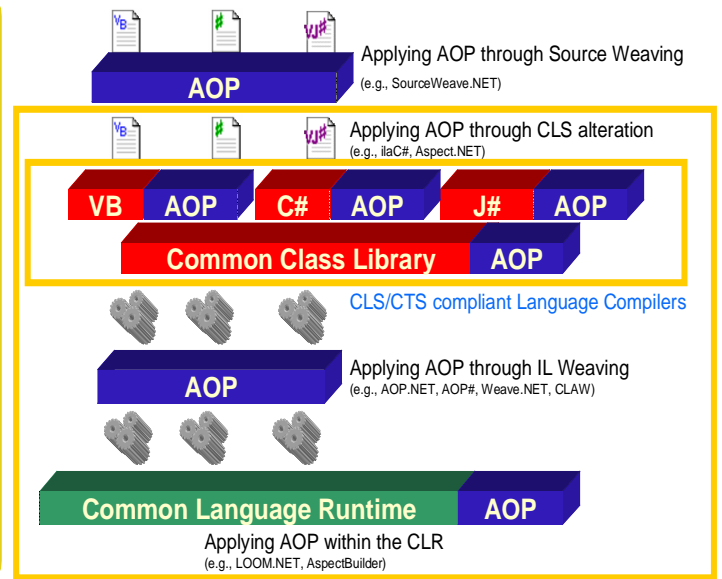 VB # VJ#
Applying AOP through Source Weaving
AOP
(e.g., SourceWeave.NET)
VB # VJ#
Applying AOP through CLS alteration
(e.g., ilaC#, Aspect.NET)
VB AOP C# AOP J# AOP
Common Class Library AOP
CLS/CTS compliant Language Compilers
Applying AOP through IL Weaving
AOP
(e.g., AOP.NET, AOP#, Weave.NET, CLAW)
Common Language Runtime AOP
Applying AOP within the CLR
(e.g., LOOM.NET, AspectBuilder)